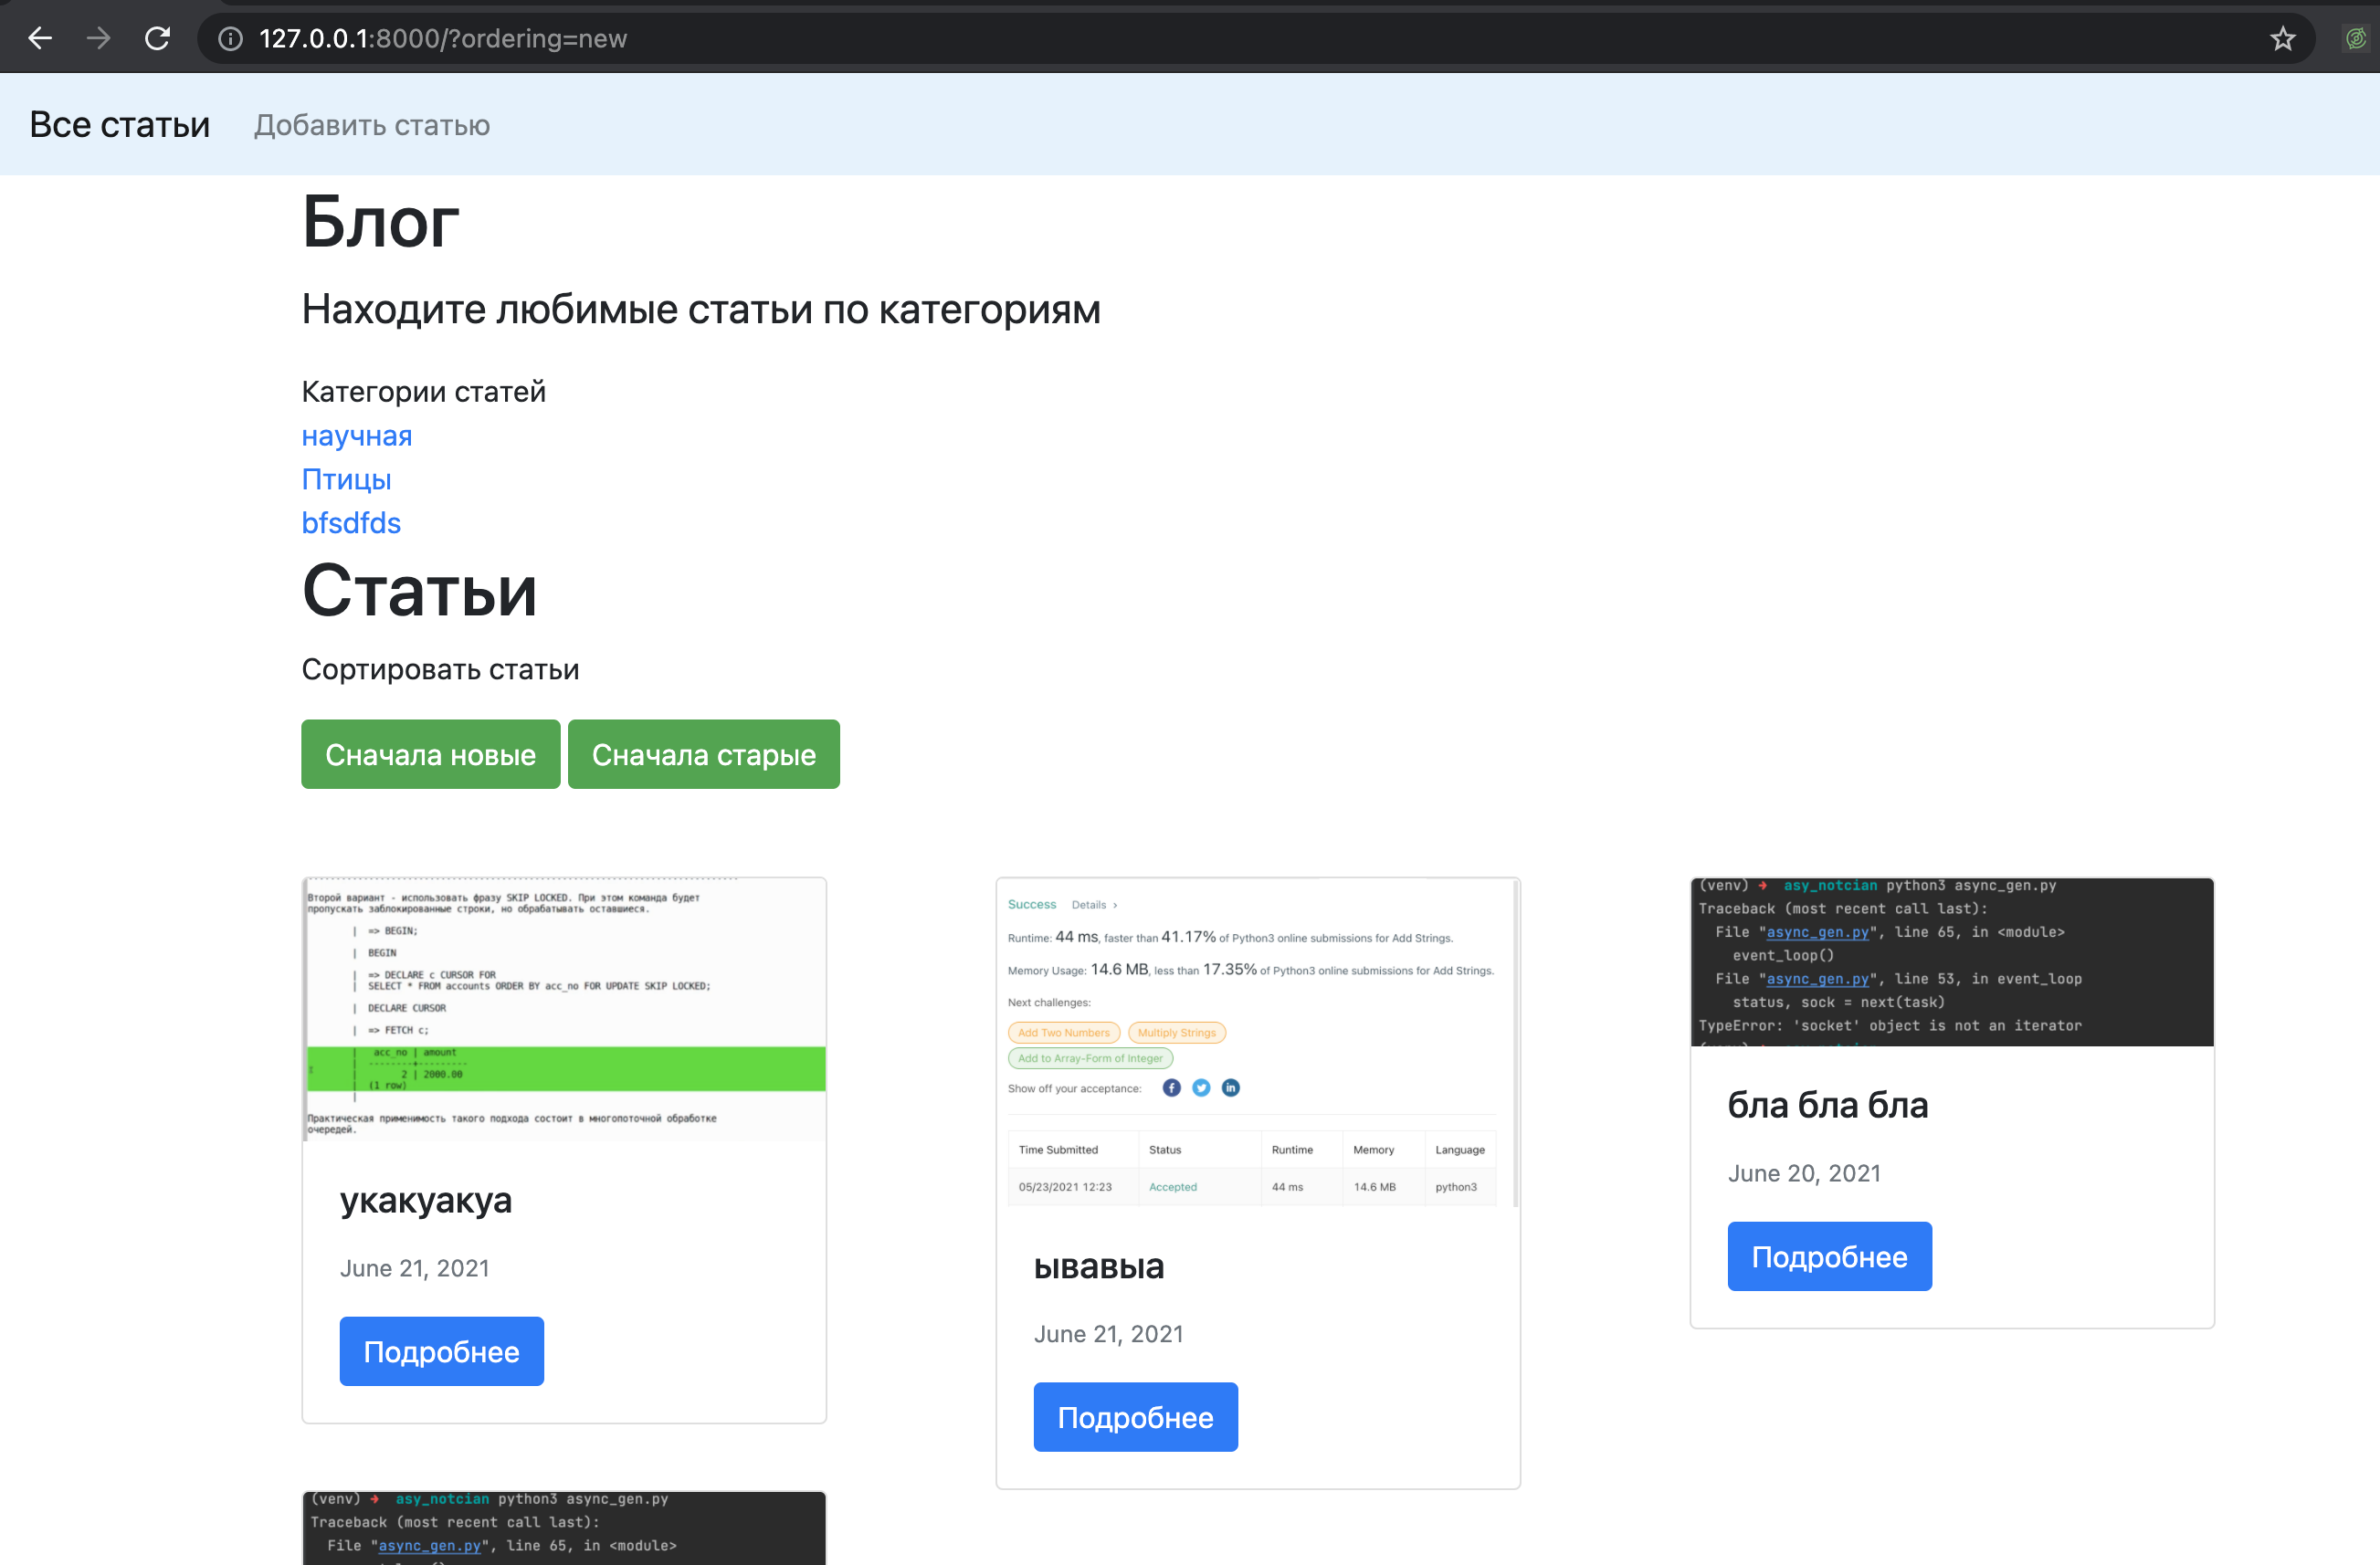 127.0.0.1:8000/?ordering=new
Все статьи Добавить статью
Блог
Находите любимые статьи по категориям
Категории статей
научная
Птицы
bfsdfds
Статьи
Сортировать статьи
Сначала новые Сначала старые
Второй вариант - использовать фразу SKIP LOCKED. При этом команда будет
пропускать заблокированные строки, но обрабатывать оставшиеся.
| => BEGIN;
| BEGIN
| => DECLARE c CURSOR FOR
| SELECT * FROM accounts ORDER BY acc_no FOR UPDATE SKIP LOCKED;
| DECLARE CURSOR
| => FETCH c;
| acc_no | amount
| --------+---------
| 2 | 2000.00
| (1 row)
|
Практическая применимость такого подхода состоит в многопоточной обработке
очередей.
укакуакуа
June 21, 2021
Подробнее
Success Details >
Runtime: 44 ms, faster than 41.17% of Python3 online submissions for Add Strings.
Memory Usage: 14.6 MB, less than 17.35% of Python3 online submissions for Add Strings.
Next challenges:
Add Two Numbers Multiply Strings
Add to Array-Form of Integer
Show off your acceptance:
Time Submitted Status Runtime Memory Language
05/23/2021 12:23 Accepted 44 ms 14.6 MB python3
ывавыа
June 21, 2021
Подробнее
(venv) → asy_notcian python3 async_gen.py
Traceback (most recent call last):
File "async_gen.py", line 65, in <module>
event_loop()
File "async_gen.py", line 53, in event_loop
status, sock = next(task)
TypeError: 'socket' object is not an iterator
бла бла бла
June 20, 2021
Подробнее
(venv) → asy_notcian python3 async_gen.py
Traceback (most recent call last):
File "async_gen.py", line 65, in <module>